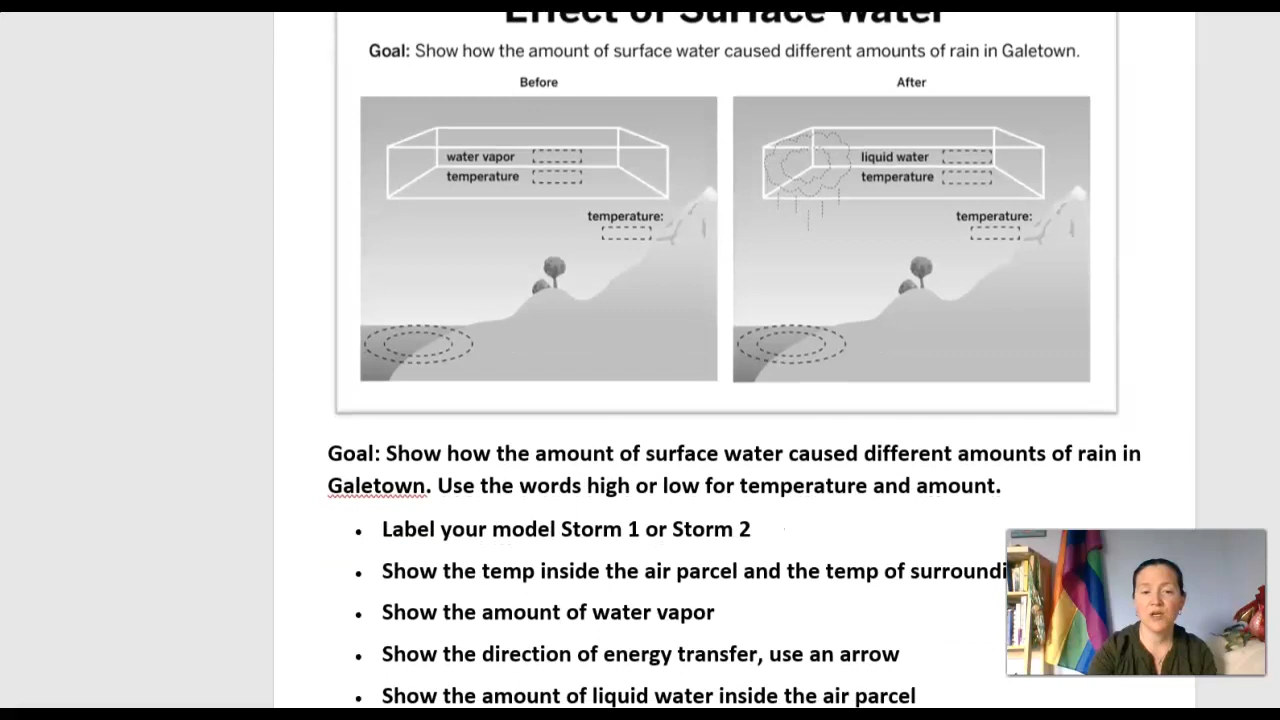 Effect of Surface Water
Goal: Show how the amount of surface water caused different amounts of rain in Galetown.
Before
After
water vapor
temperature
temperature:
liquid water
temperature
temperature:
Goal: Show how the amount of surface water caused different amounts of rain in
Galetown. Use the words high or low for temperature and amount.
• Label your model Storm 1 or Storm 2
• Show the temp inside the air parcel and the temp of surroundi
• Show the amount of water vapor
• Show the direction of energy transfer, use an arrow
• Show the amount of liquid water inside the air parcel